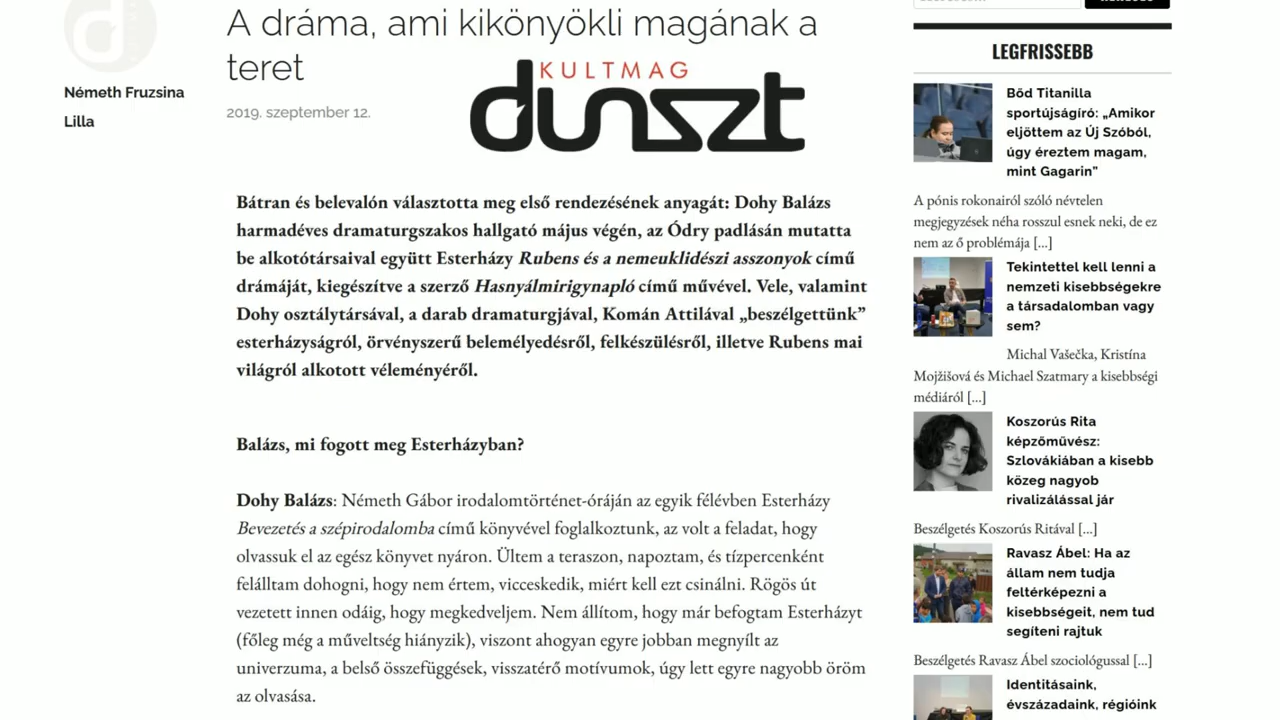 A dráma, ami kikönyökli magának a
teret
KULTMAG
dunszt
Németh Fruzsina
Lilla
2019. szeptember 12.
Bátran és belevalón választotta meg első rendezésének anyagát: Dohy Balázs
harmadéves dramaturgszakos hallgató május végén, az Ódry padlásán mutatta
be alkotótársaival együtt Esterházy Rubens és a nemeuklidészi asszonyok című
drámáját, kiegészítve a szerző Hasnyálmirigynapló című művével. Vele, valamint
Dohy osztálytársával, a darab dramaturgjával, Komán Attilával „beszélgettünk”
esterházyságról, örvényszerű belemélyedésről, felkészülésről, illetve Rubens mai
világról alkotott véleményéről.
Balázs, mi fogott meg Esterházyban?
Dohy Balázs: Németh Gábor irodalomtörténet-óráján az egyik félévben Esterházy
Bevezetés a szépirodalomba című könyvével foglalkoztunk, az volt a feladat, hogy
olvassuk el az egész könyvet nyáron. Ültem a teraszon, napoztam, és tízpercenként
felálltam dohogni, hogy nem értem, vicceskedik, miért kell ezt csinálni. Rögös út
vezetett innen odáig, hogy megkedveljem. Nem állítom, hogy már befogtam Esterházyt
(főleg még a műveltség hiányzik), viszont ahogyan egyre jobban megnyílt az
univerzuma, a belső összefüggések, visszatérő motívumok, úgy lett egyre nagyobb öröm
az olvasása.
LEGFRISSEBB
Bőd Titanilla
sportújságíró: „Amikor
eljöttem az Új Szóból,
úgy éreztem magam,
mint Gagarin”
A pónis rokonairól szóló névtelen
megjegyzések néha rosszul esnek neki, de ez
nem az ő problémája [...]
Tekintettel kell lenni a
nemzeti kisebbségekre
a társadalomban vagy
sem?
Michal Vašečka, Kristína
Mojžišová és Michael Szatmary a kisebbségi
médiáról [...]
Koszorús Rita
képzőművész:
Szlovákiában a kisebb
közeg nagyobb
rivalizálással jár
Beszélgetés Koszorús Ritával [...]
Ravasz Ábel: Ha az
állam nem tudja
feltérképezni a
kisebbségeit, nem tud
segíteni rajtuk
Beszélgetés Ravasz Ábel szociológussal [...]
Identitásaink,
évszázadaink, régióink